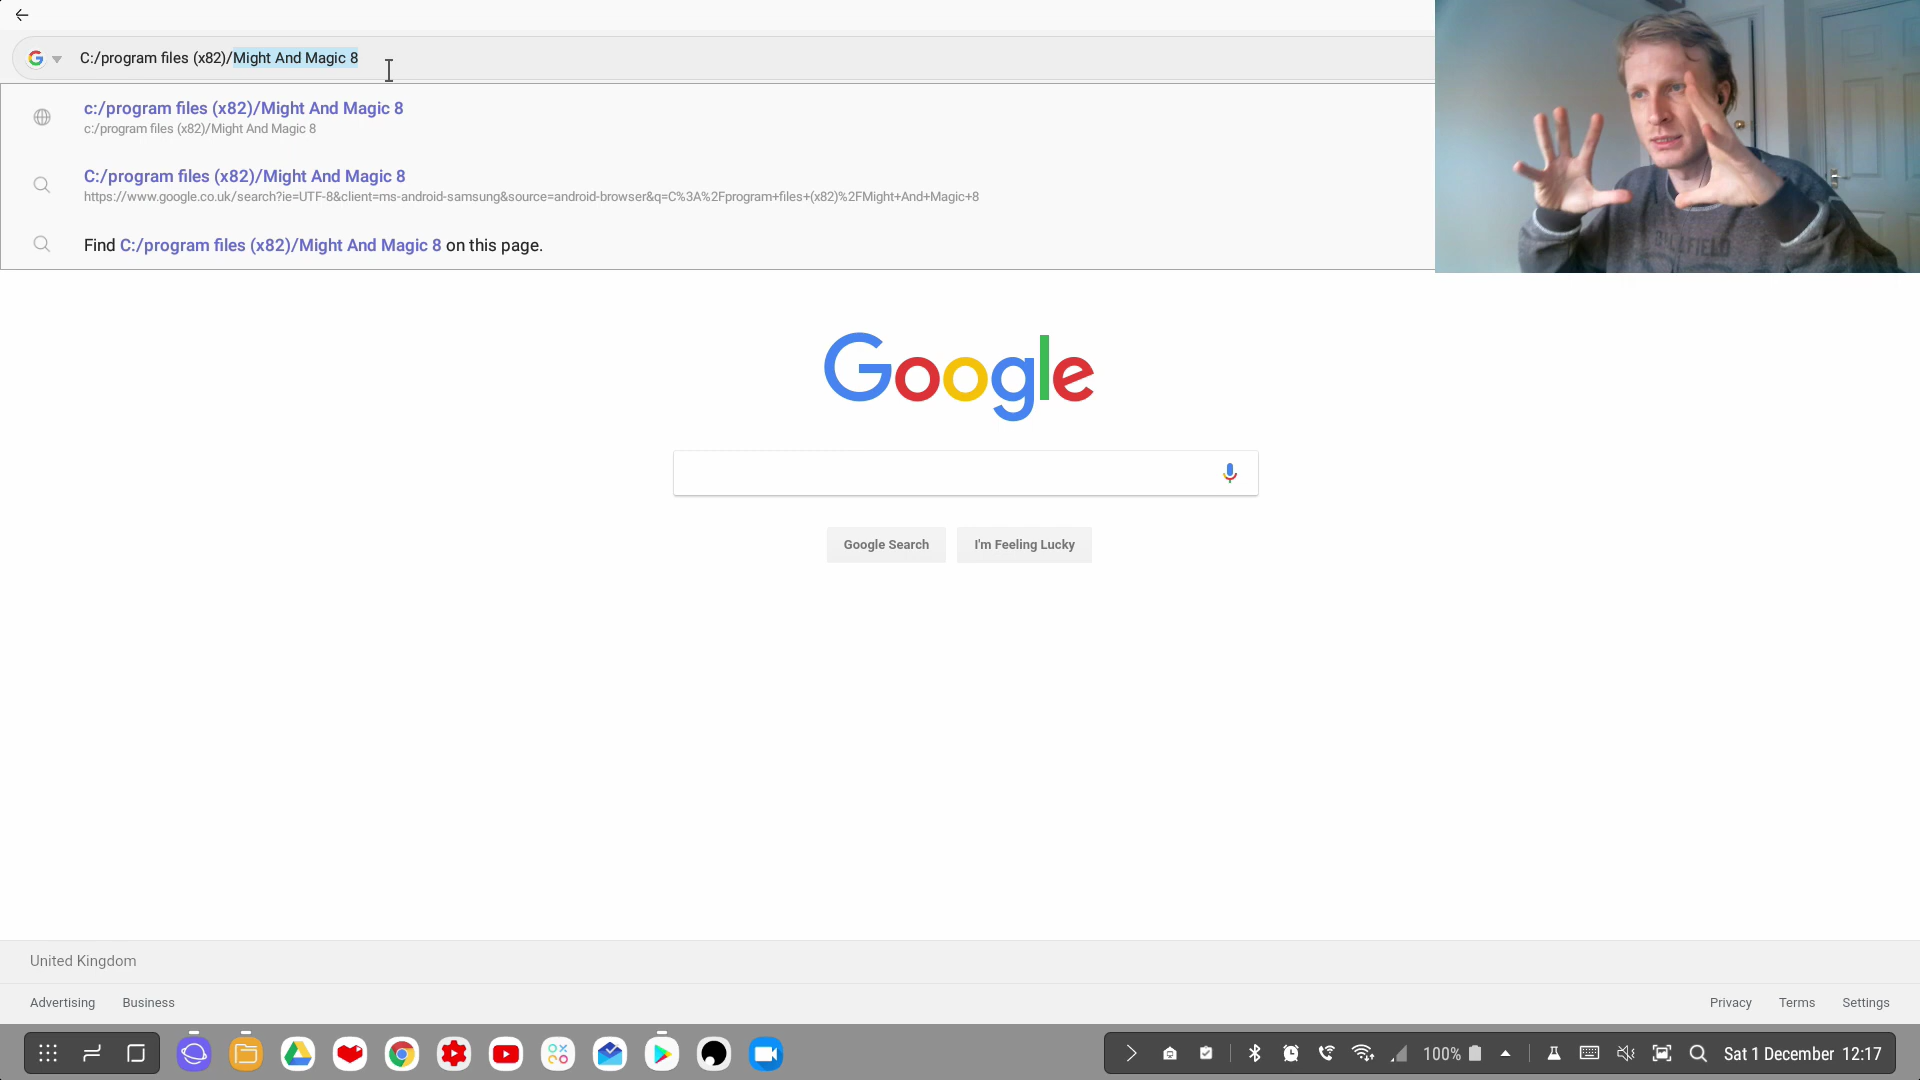 C:/program files (x82)/Might And Magic 8
c:/program files (x82)/Might And Magic 8
c:/program files (x82)/Might And Magic 8
C:/program files (x82)/Might And Magic 8
https://www.google.co.uk/search?ie=UTF-8&client=ms-android-samsung&source=android-browser&q=C%3A%2Fprogram+files+(x82)%2FMight+And+Magic+8
Find C:/program files (x82)/Might And Magic 8 on this page.
Google
Google Search
I'm Feeling Lucky
United Kingdom
Advertising
Business
Privacy
Terms
Settings
100%
Sat 1 December 12:17